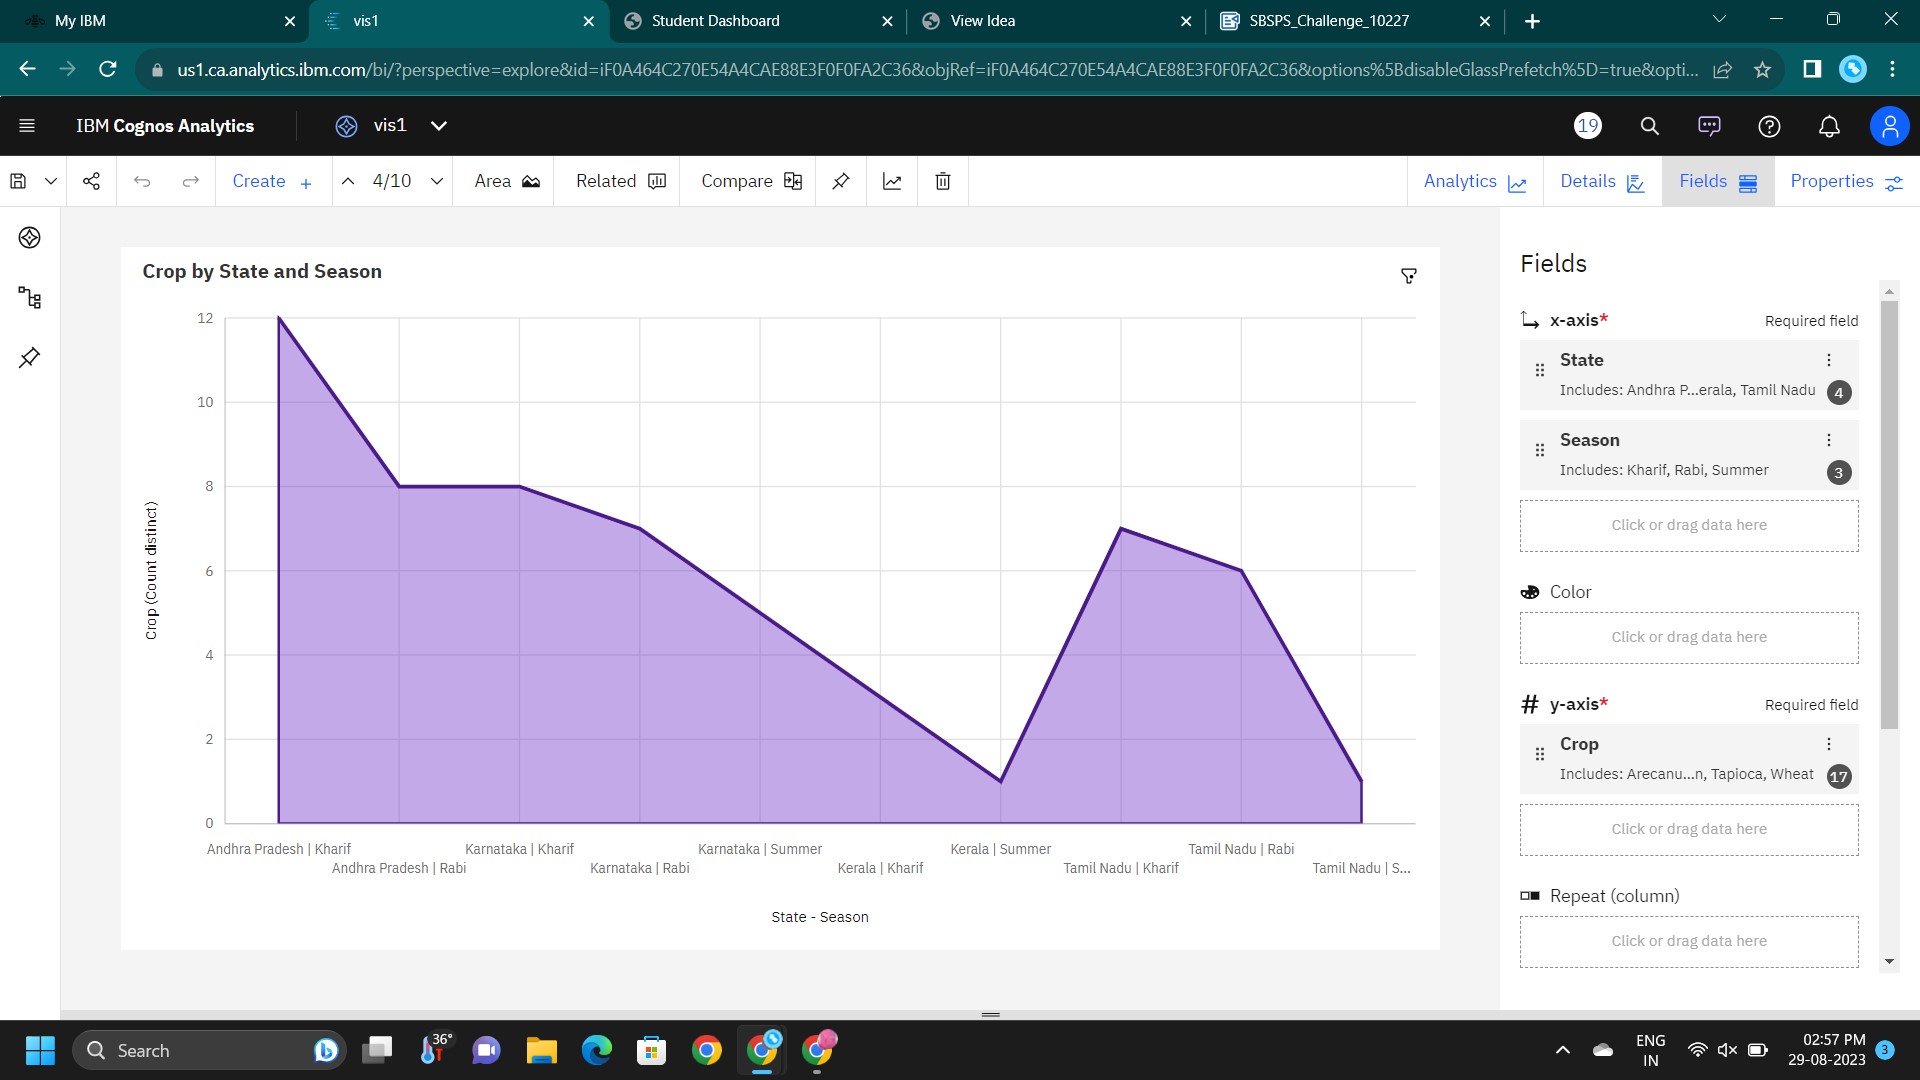 My IBM
vis1
Student Dashboard
View Idea
SBSPS_Challenge_10227
us1.ca.analytics.ibm.com/bi/?perspective=explore&id=iF0A464C270E54A4CAE88E3F0F0FA2C36&objRef=iF0A464C270E54A4CAE88E3F0F0FA2C36&options%5BdisableGlassPrefetch%5D=true&opti...
IBM Cognos Analytics
vis1
19
Create
4/10
Area
Related
Compare
Analytics
Details
Fields
Properties
Crop by State and Season
12
10
8
6
4
2
0
Crop (Count distinct)
Andhra Pradesh | Kharif
Andhra Pradesh | Rabi
Karnataka | Kharif
Karnataka | Rabi
Karnataka | Summer
Kerala | Kharif
Kerala | Summer
Tamil Nadu | Kharif
Tamil Nadu | Rabi
Tamil Nadu | S...
State - Season
Fields
x-axis* Required field
State
Includes: Andhra P...erala, Tamil Nadu 4
Season
Includes: Kharif, Rabi, Summer 3
Click or drag data here
Color
Click or drag data here
# y-axis* Required field
Crop
Includes: Arecanu...n, Tapioca, Wheat 17
Click or drag data here
Repeat (column)
Click or drag data here
Search
36°
ENG
IN
02:57 PM
29-08-2023
3